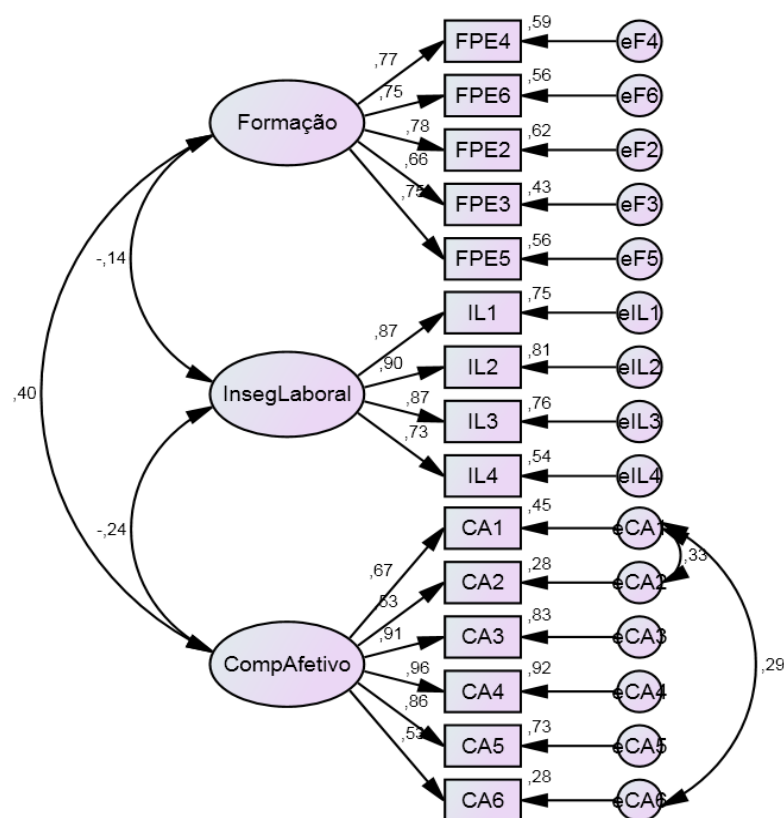 ,59
FPE4
eF4
,77
,56
FPE6
eF6
,75
Formação
,62
FPE2
eF2
,78
,43
FPE3
eF3
,66
,56
FPE5
eF5
,75
-,14
,75
IL1
eIL1
,87
,81
IL2
eIL2
,90
InsegLaboral
,40
,76
IL3
eIL3
,87
,54
IL4
eIL4
,73
,45
CA1
eCA1
,67
-,24
,33
,28
CA2
eCA2
,53
,83
CA3
eCA3
,91
CompAfetivo
,29
,92
CA4
eCA4
,96
,73
CA5
eCA5
,86
,28
CA6
eCA6
,53